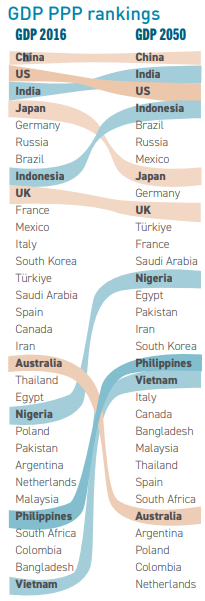 GDP PPP rankings
GDP 2016 GDP 2050
China China
US India
India US
Japan Indonesia
Germany Brazil
Russia Russia
Brazil Mexico
Indonesia Japan
UK Germany
France UK
Mexico Türkiye
Italy France
South Korea Saudi Arabia
Türkiye Nigeria
Saudi Arabia Egypt
Spain Pakistan
Canada Iran
Iran South Korea
Australia Philippines
Thailand Vietnam
Egypt Italy
Nigeria Canada
Poland Bangladesh
Pakistan Malaysia
Argentina Thailand
Netherlands Spain
Malaysia South Africa
Philippines Australia
South Africa Argentina
Colombia Poland
Bangladesh Colombia
Vietnam Netherlands